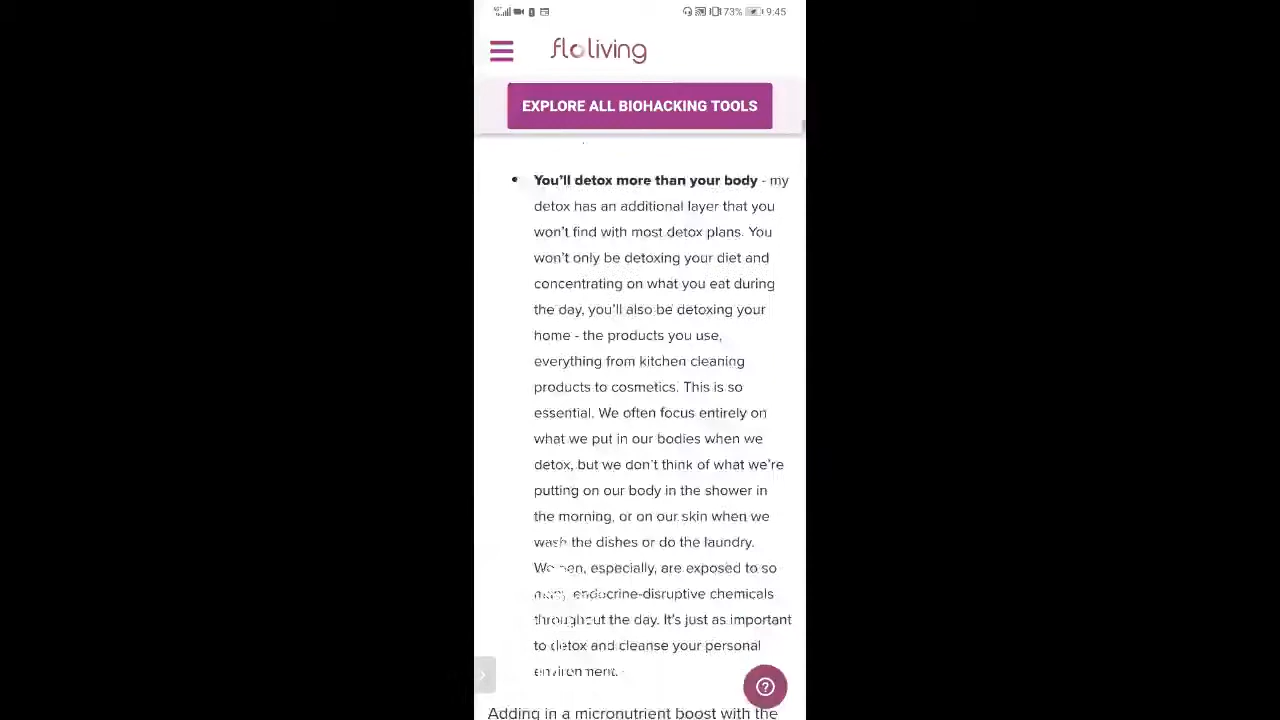 73% 9:45
floliving
EXPLORE ALL BIOHACKING TOOLS
• You'll detox more than your body - my
detox has an additional layer that you
won't find with most detox plans. You
won't only be detoxing your diet and
concentrating on what you eat during
the day, you'll also be detoxing your
home - the products you use,
everything from kitchen cleaning
products to cosmetics. This is so
essential. We often focus entirely on
what we put in our bodies when we
detox, but we don't think of what we're
putting on our body in the shower in
the morning, or on our skin when we
wash the dishes or do the laundry.
Women, especially, are exposed to so
many endocrine-disruptive chemicals
throughout the day. It's just as important
to detox and cleanse your personal
environment.
Adding in a micronutrient boost with the